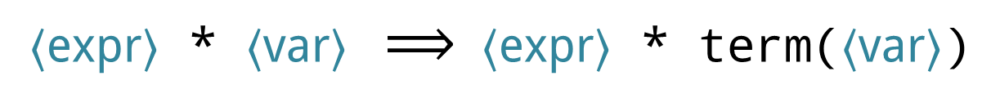 ⟨expr⟩ * ⟨var⟩ ⟹ ⟨expr⟩ * term(⟨var⟩)